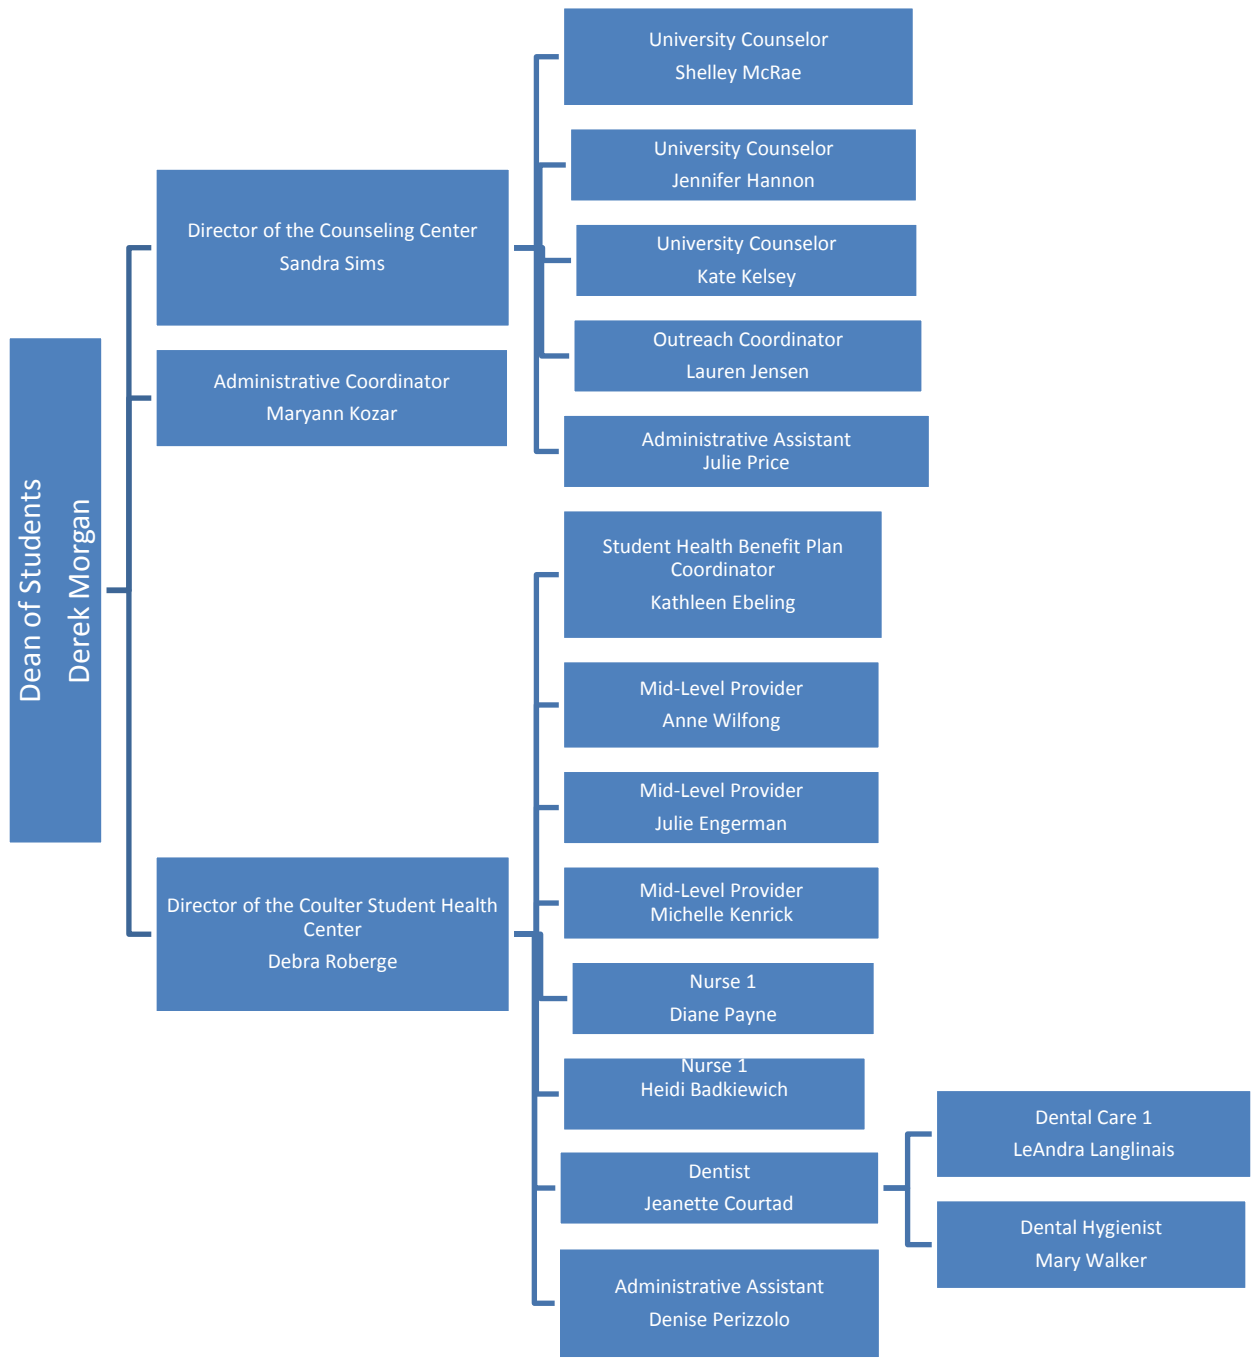 Dean of Students
Derek Morgan
Director of the Counseling Center
Sandra Sims
Administrative Coordinator
Maryann Kozar
Director of the Coulter Student Health
Center
Debra Roberge
University Counselor
Shelley McRae
University Counselor
Jennifer Hannon
University Counselor
Kate Kelsey
Outreach Coordinator
Lauren Jensen
Administrative Assistant
Julie Price
Student Health Benefit Plan
Coordinator
Kathleen Ebeling
Mid-Level Provider
Anne Wilfong
Mid-Level Provider
Julie Engerman
Mid-Level Provider
Michelle Kenrick
Nurse 1
Diane Payne
Nurse 1
Heidi Badkiewich
Dentist
Jeanette Courtad
Administrative Assistant
Denise Perizzolo
Dental Care 1
LeAndra Langlinais
Dental Hygienist
Mary Walker